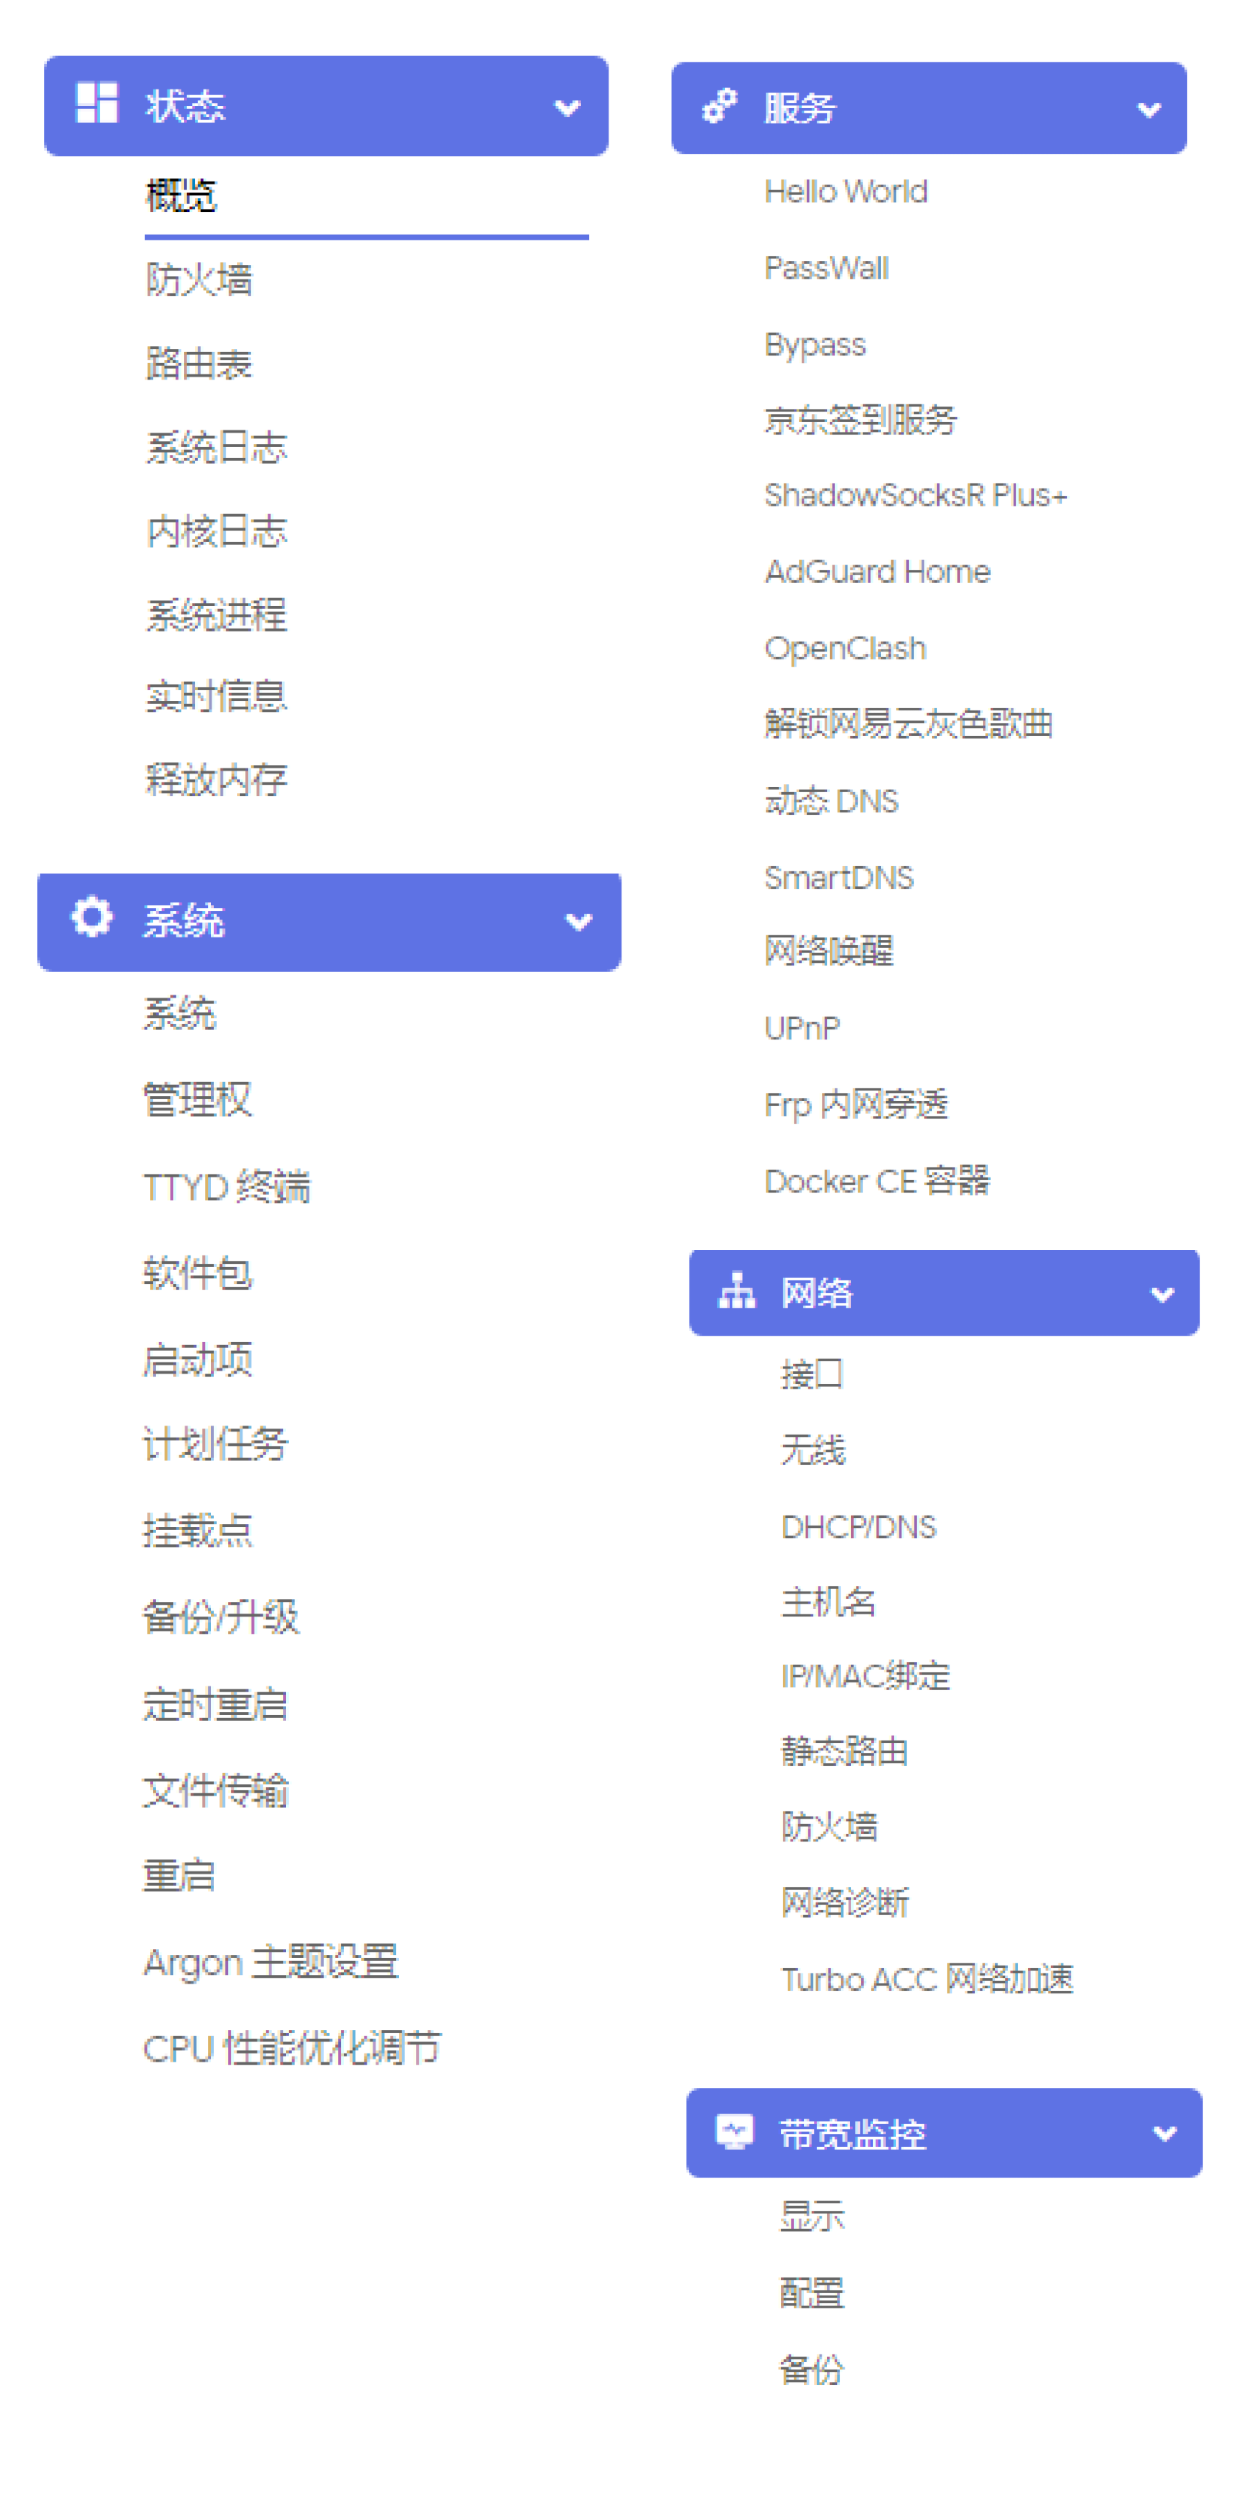 状态
概览
防火墙
路由表
系统日志
内核日志
系统进程
实时信息
释放内存
系统
系统
管理权
TTYD 终端
软件包
启动项
计划任务
挂载点
备份/升级
定时重启
文件传输
重启
Argon 主题设置
CPU 性能优化调节
服务
Hello World
PassWall
Bypass
京东签到服务
ShadowSocksR Plus+
AdGuard Home
OpenClash
解锁网易云灰色歌曲
动态 DNS
SmartDNS
网络唤醒
UPnP
Frp 内网穿透
Docker CE 容器
网络
接口
无线
DHCP/DNS
主机名
IP/MAC绑定
静态路由
防火墙
网络诊断
Turbo ACC 网络加速
带宽监控
显示
配置
备份